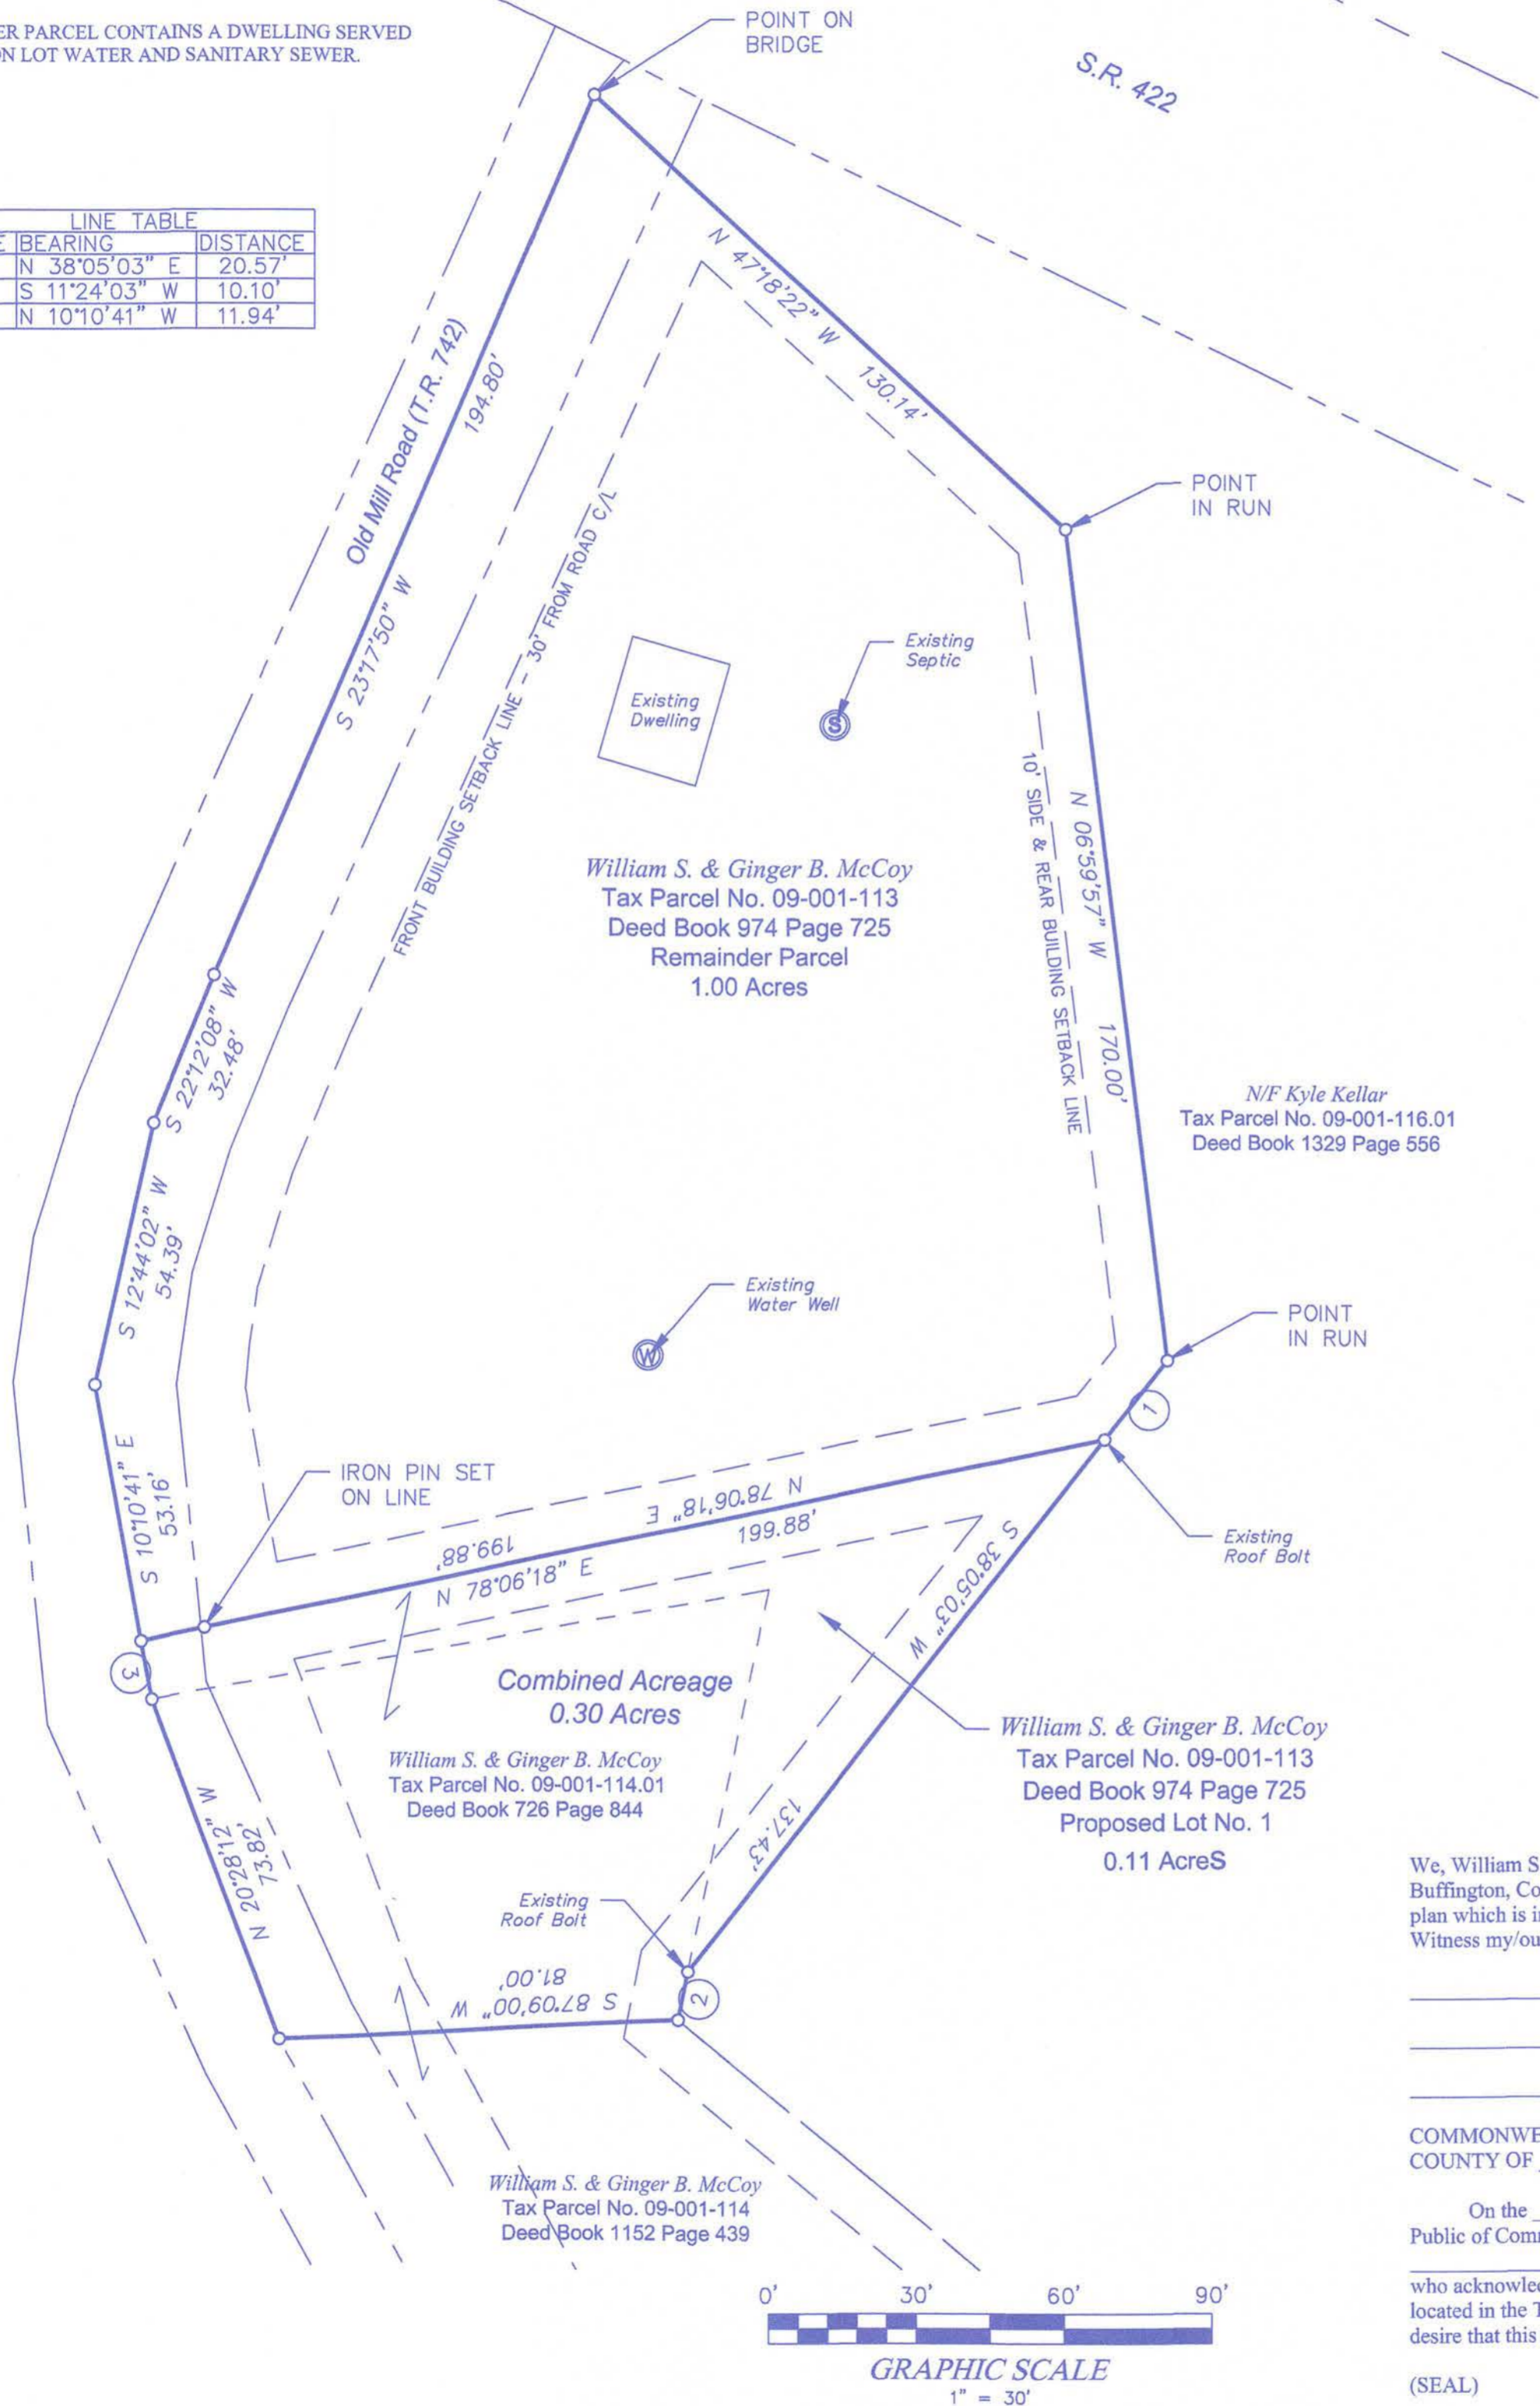 ER PARCEL CONTAINS A DWELLING SERVED
ON LOT WATER AND SANITARY SEWER.
POINT ON
BRIDGE
S.R. 422
LINE TABLE
E BEARING DISTANCE
N 38°05'03" E 20.57'
S 11°24'03" W 10.10'
N 10°10'41" W 11.94'
N 47°18'22" W 130.14'
Old Mill Road (T.R. 742)
194.80'
S 23°17'50" W
FRONT BUILDING SETBACK LINE - 30' FROM ROAD C/L
POINT
IN RUN
Existing
Septic
S
Existing
Dwelling
10' SIDE & REAR BUILDING SETBACK LINE
N 06°59'57" W 170.00'
William S. & Ginger B. McCoy
Tax Parcel No. 09-001-113
Deed Book 974 Page 725
Remainder Parcel
1.00 Acres
S 22°12'08" W
32.48'
N/F Kyle Kellar
Tax Parcel No. 09-001-116.01
Deed Book 1329 Page 556
S 12°44'02" W
54.39'
Existing
Water Well
W
POINT
IN RUN
1
S 10°10'41" E
53.16'
IRON PIN SET
ON LINE
N 78°06'18" E
199.88'
199.88'
N 78°06'18" E
Existing
Roof Bolt
S 38°05'03" W
137.43'
3
Combined Acreage
0.30 Acres
William S. & Ginger B. McCoy
Tax Parcel No. 09-001-114.01
Deed Book 726 Page 844
William S. & Ginger B. McCoy
Tax Parcel No. 09-001-113
Deed Book 974 Page 725
Proposed Lot No. 1
0.11 AcreS
N 20°28'12" W
73.82'
Existing
Roof Bolt
2
81.00'
S 87°09'00" W
William S. & Ginger B. McCoy
Tax Parcel No. 09-001-114
Deed Book 1152 Page 439
0' 30' 60' 90'
GRAPHIC SCALE
1" = 30'
We, William S
Buffington, Co
plan which is i
Witness my/ou
COMMONWE
COUNTY OF
On the
Public of Com
who acknowle
located in the T
desire that this
(SEAL)